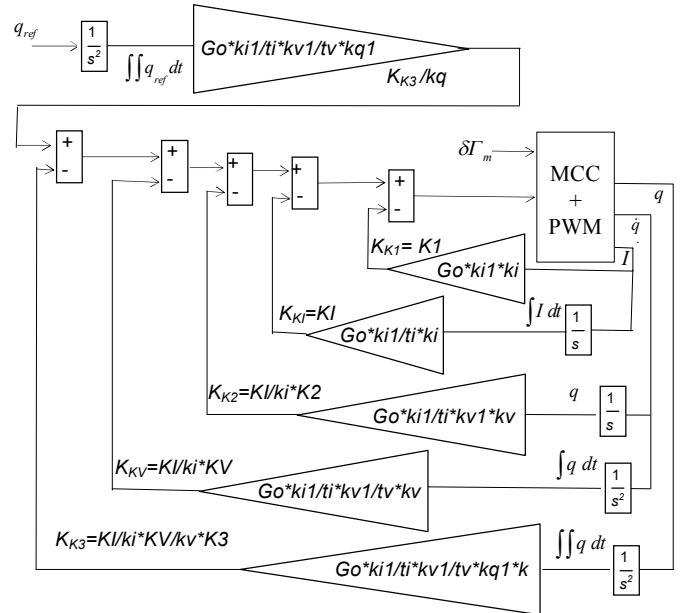 q_ref
1/s²
∫∫ q_ref dt
Go*ki1/ti*kv1/tv*kq1
K_K3/kq
+
-
+
-
+
-
+
-
+
-
δΓ_m
MCC
+
PWM
q
q̇
I
K_K1= K1
Go*ki1*ki
K_KI=KI
Go*ki1/ti*ki
∫ I dt
1/s
K_K2=KI/ki*K2
Go*ki1/ti*kv1*kv
q
1/s
K_KV=KI/ki*KV
Go*ki1/ti*kv1/tv*kv
∫ q dt
1/s²
K_K3=KI/ki*KV/kv*K3
Go*ki1/ti*kv1/tv*kq1*k
∫∫ q dt
1/s²